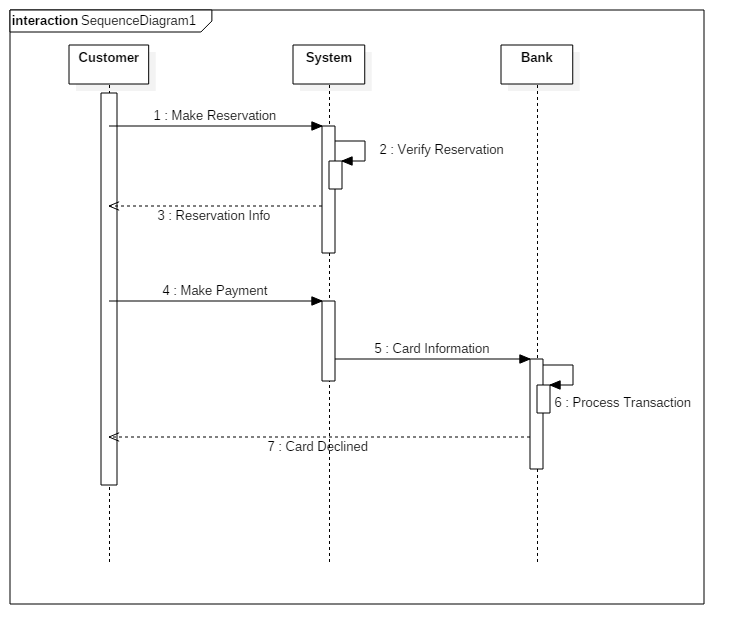 interaction SequenceDiagram1
Customer
System
Bank
1 : Make Reservation
2 : Verify Reservation
3 : Reservation Info
4 : Make Payment
5 : Card Information
6 : Process Transaction
7 : Card Declined